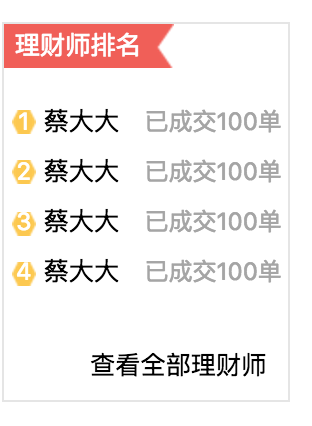 理财师排名
1 蔡大大 已成交100单
2 蔡大大 已成交100单
3 蔡大大 已成交100单
4 蔡大大 已成交100单
查看全部理财师